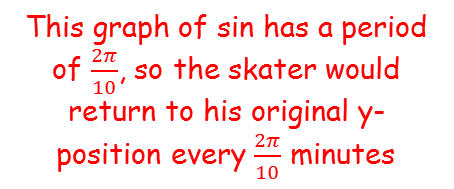 This graph of sin has a period
of 2π/10, so the skater would
return to his original y-
position every 2π/10 minutes